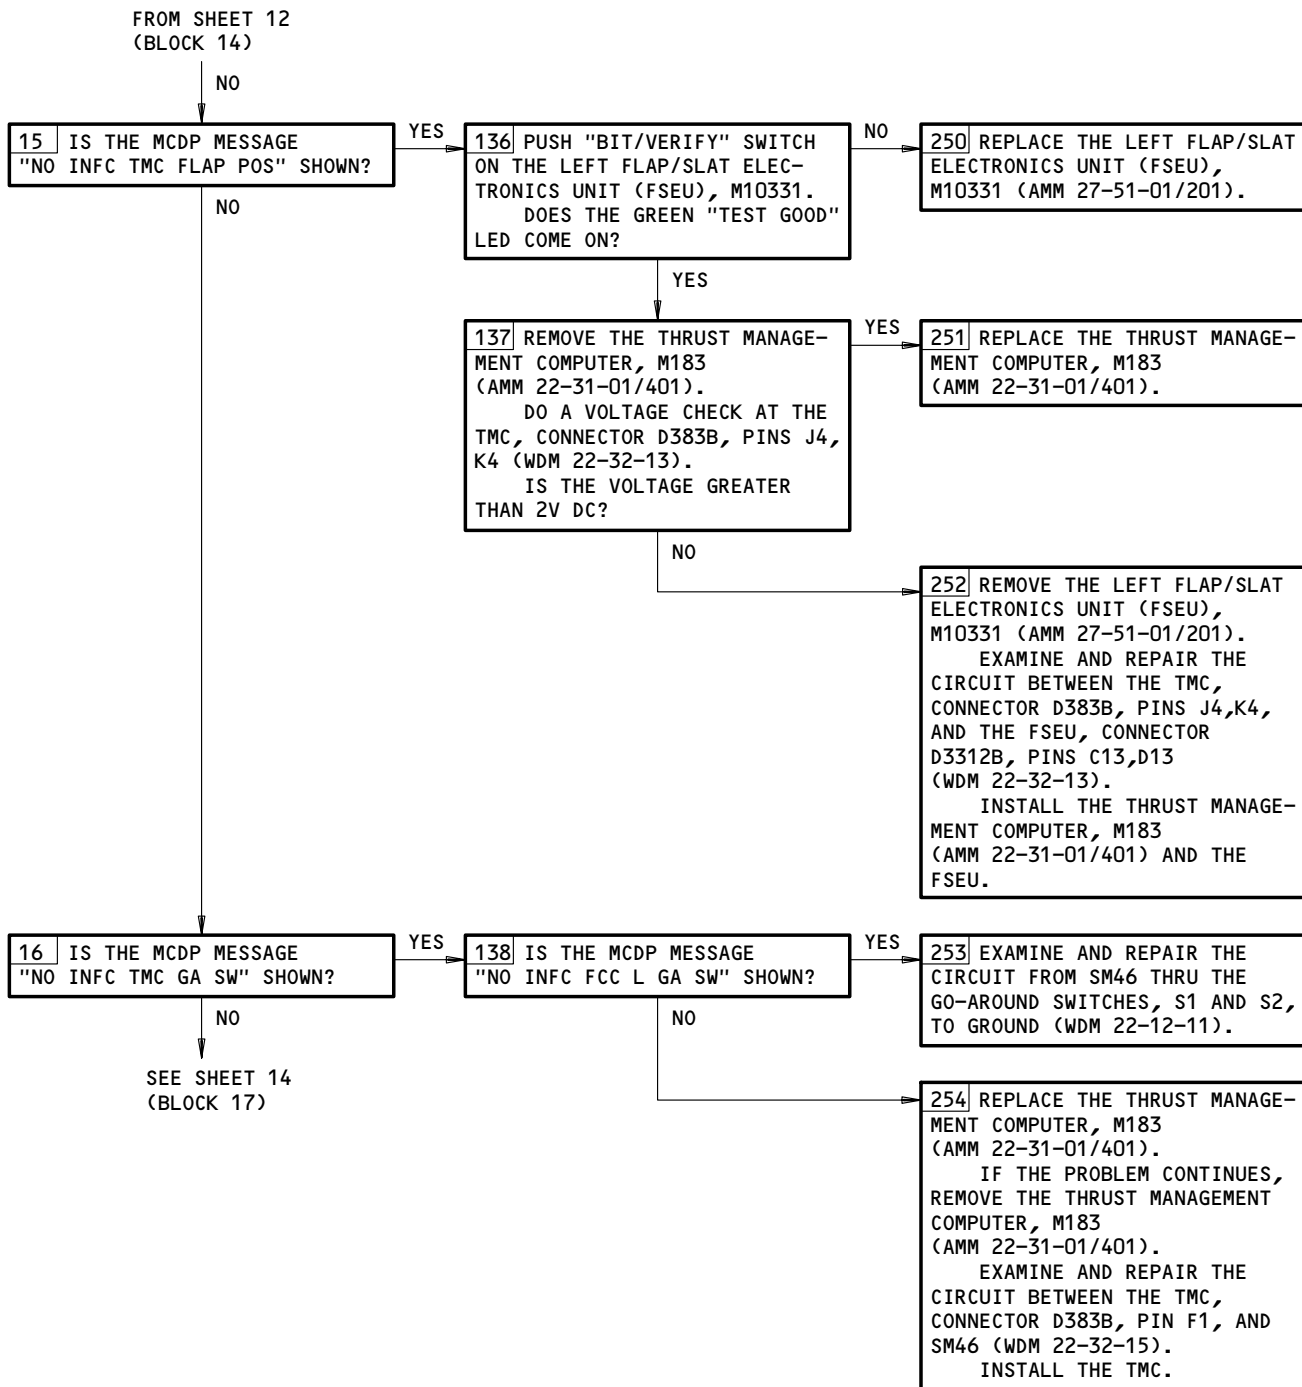 FROM SHEET 12
(BLOCK 14)
NO
15 IS THE MCDP MESSAGE
"NO INFC TMC FLAP POS" SHOWN?
YES
NO
136 PUSH "BIT/VERIFY" SWITCH
ON THE LEFT FLAP/SLAT ELEC-
TRONICS UNIT (FSEU), M10331.
DOES THE GREEN "TEST GOOD"
LED COME ON?
NO
YES
250 REPLACE THE LEFT FLAP/SLAT
ELECTRONICS UNIT (FSEU),
M10331 (AMM 27-51-01/201).
137 REMOVE THE THRUST MANAGE-
MENT COMPUTER, M183
(AMM 22-31-01/401).
DO A VOLTAGE CHECK AT THE
TMC, CONNECTOR D383B, PINS J4,
K4 (WDM 22-32-13).
IS THE VOLTAGE GREATER
THAN 2V DC?
YES
NO
251 REPLACE THE THRUST MANAGE-
MENT COMPUTER, M183
(AMM 22-31-01/401).
252 REMOVE THE LEFT FLAP/SLAT
ELECTRONICS UNIT (FSEU),
M10331 (AMM 27-51-01/201).
EXAMINE AND REPAIR THE
CIRCUIT BETWEEN THE TMC,
CONNECTOR D383B, PINS J4,K4,
AND THE FSEU, CONNECTOR
D3312B, PINS C13,D13
(WDM 22-32-13).
INSTALL THE THRUST MANAGE-
MENT COMPUTER, M183
(AMM 22-31-01/401) AND THE
FSEU.
16 IS THE MCDP MESSAGE
"NO INFC TMC GA SW" SHOWN?
YES
NO
SEE SHEET 14
(BLOCK 17)
138 IS THE MCDP MESSAGE
"NO INFC FCC L GA SW" SHOWN?
YES
NO
253 EXAMINE AND REPAIR THE
CIRCUIT FROM SM46 THRU THE
GO-AROUND SWITCHES, S1 AND S2,
TO GROUND (WDM 22-12-11).
254 REPLACE THE THRUST MANAGE-
MENT COMPUTER, M183
(AMM 22-31-01/401).
IF THE PROBLEM CONTINUES,
REMOVE THE THRUST MANAGEMENT
COMPUTER, M183
(AMM 22-31-01/401).
EXAMINE AND REPAIR THE
CIRCUIT BETWEEN THE TMC,
CONNECTOR D383B, PIN F1, AND
SM46 (WDM 22-32-15).
INSTALL THE TMC.